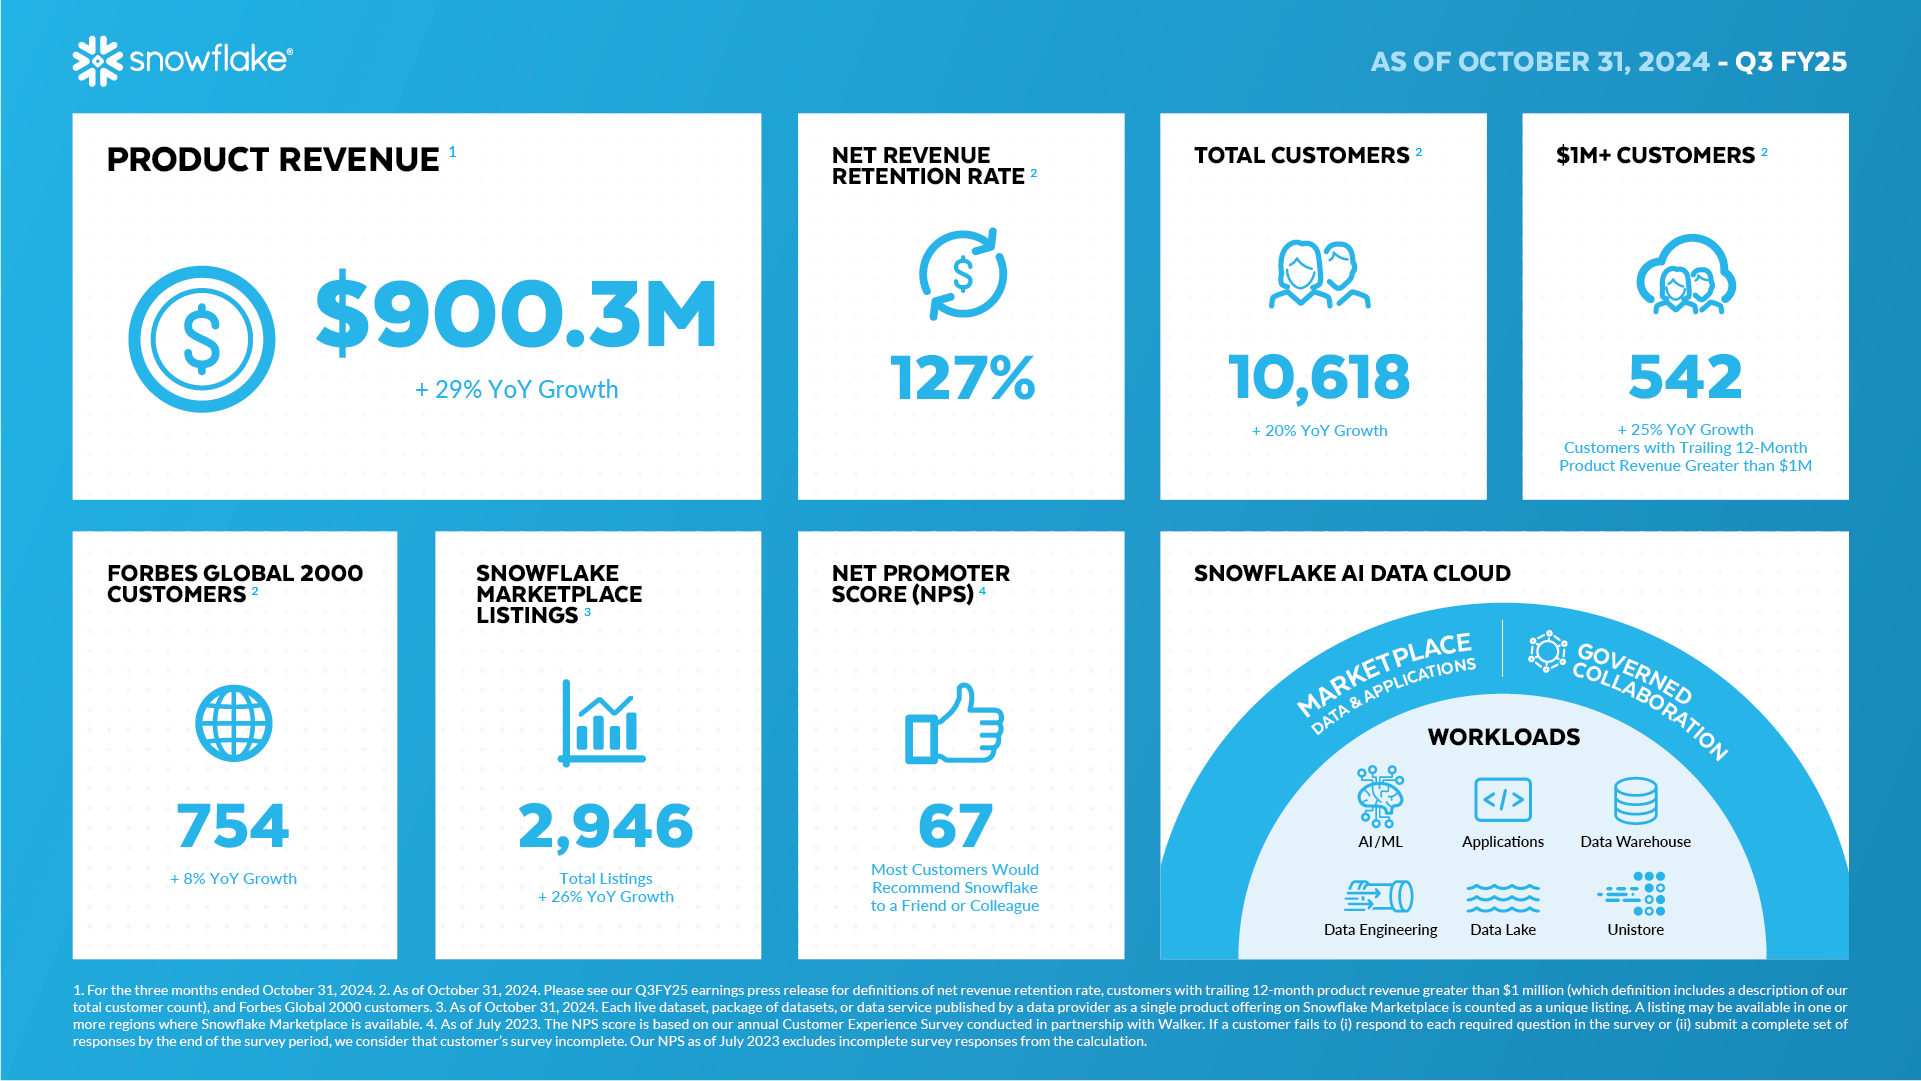 snowflake®
AS OF OCTOBER 31, 2024 - Q3 FY25
PRODUCT REVENUE 1
$900.3M
+ 29% YoY Growth
NET REVENUE
RETENTION RATE 2
127%
TOTAL CUSTOMERS 2
10,618
+ 20% YoY Growth
$1M+ CUSTOMERS 2
542
+ 25% YoY Growth
Customers with Trailing 12-Month
Product Revenue Greater than $1M
FORBES GLOBAL 2000
CUSTOMERS 2
754
+ 8% YoY Growth
SNOWFLAKE
MARKETPLACE
LISTINGS 3
2,946
Total Listings
+ 26% YoY Growth
NET PROMOTER
SCORE (NPS) 4
67
Most Customers Would
Recommend Snowflake
to a Friend or Colleague
SNOWFLAKE AI DATA CLOUD
MARKETPLACE
DATA & APPLICATIONS
GOVERNED
COLLABORATION
WORKLOADS
AI/ML
Applications
Data Warehouse
Data Engineering
Data Lake
Unistore
1. For the three months ended October 31, 2024. 2. As of October 31, 2024. Please see our Q3FY25 earnings press release for definitions of net revenue retention rate, customers with trailing 12-month product revenue greater than $1 million (which definition includes a description of our
total customer count), and Forbes Global 2000 customers. 3. As of October 31, 2024. Each live dataset, package of datasets, or data service published by a data provider as a single product offering on Snowflake Marketplace is counted as a unique listing. A listing may be available in one or
more regions where Snowflake Marketplace is available. 4. As of July 2023. The NPS score is based on our annual Customer Experience Survey conducted in partnership with Walker. If a customer fails to (i) respond to each required question in the survey or (ii) submit a complete set of
responses by the end of the survey period, we consider that customer's survey incomplete. Our NPS as of July 2023 excludes incomplete survey responses from the calculation.